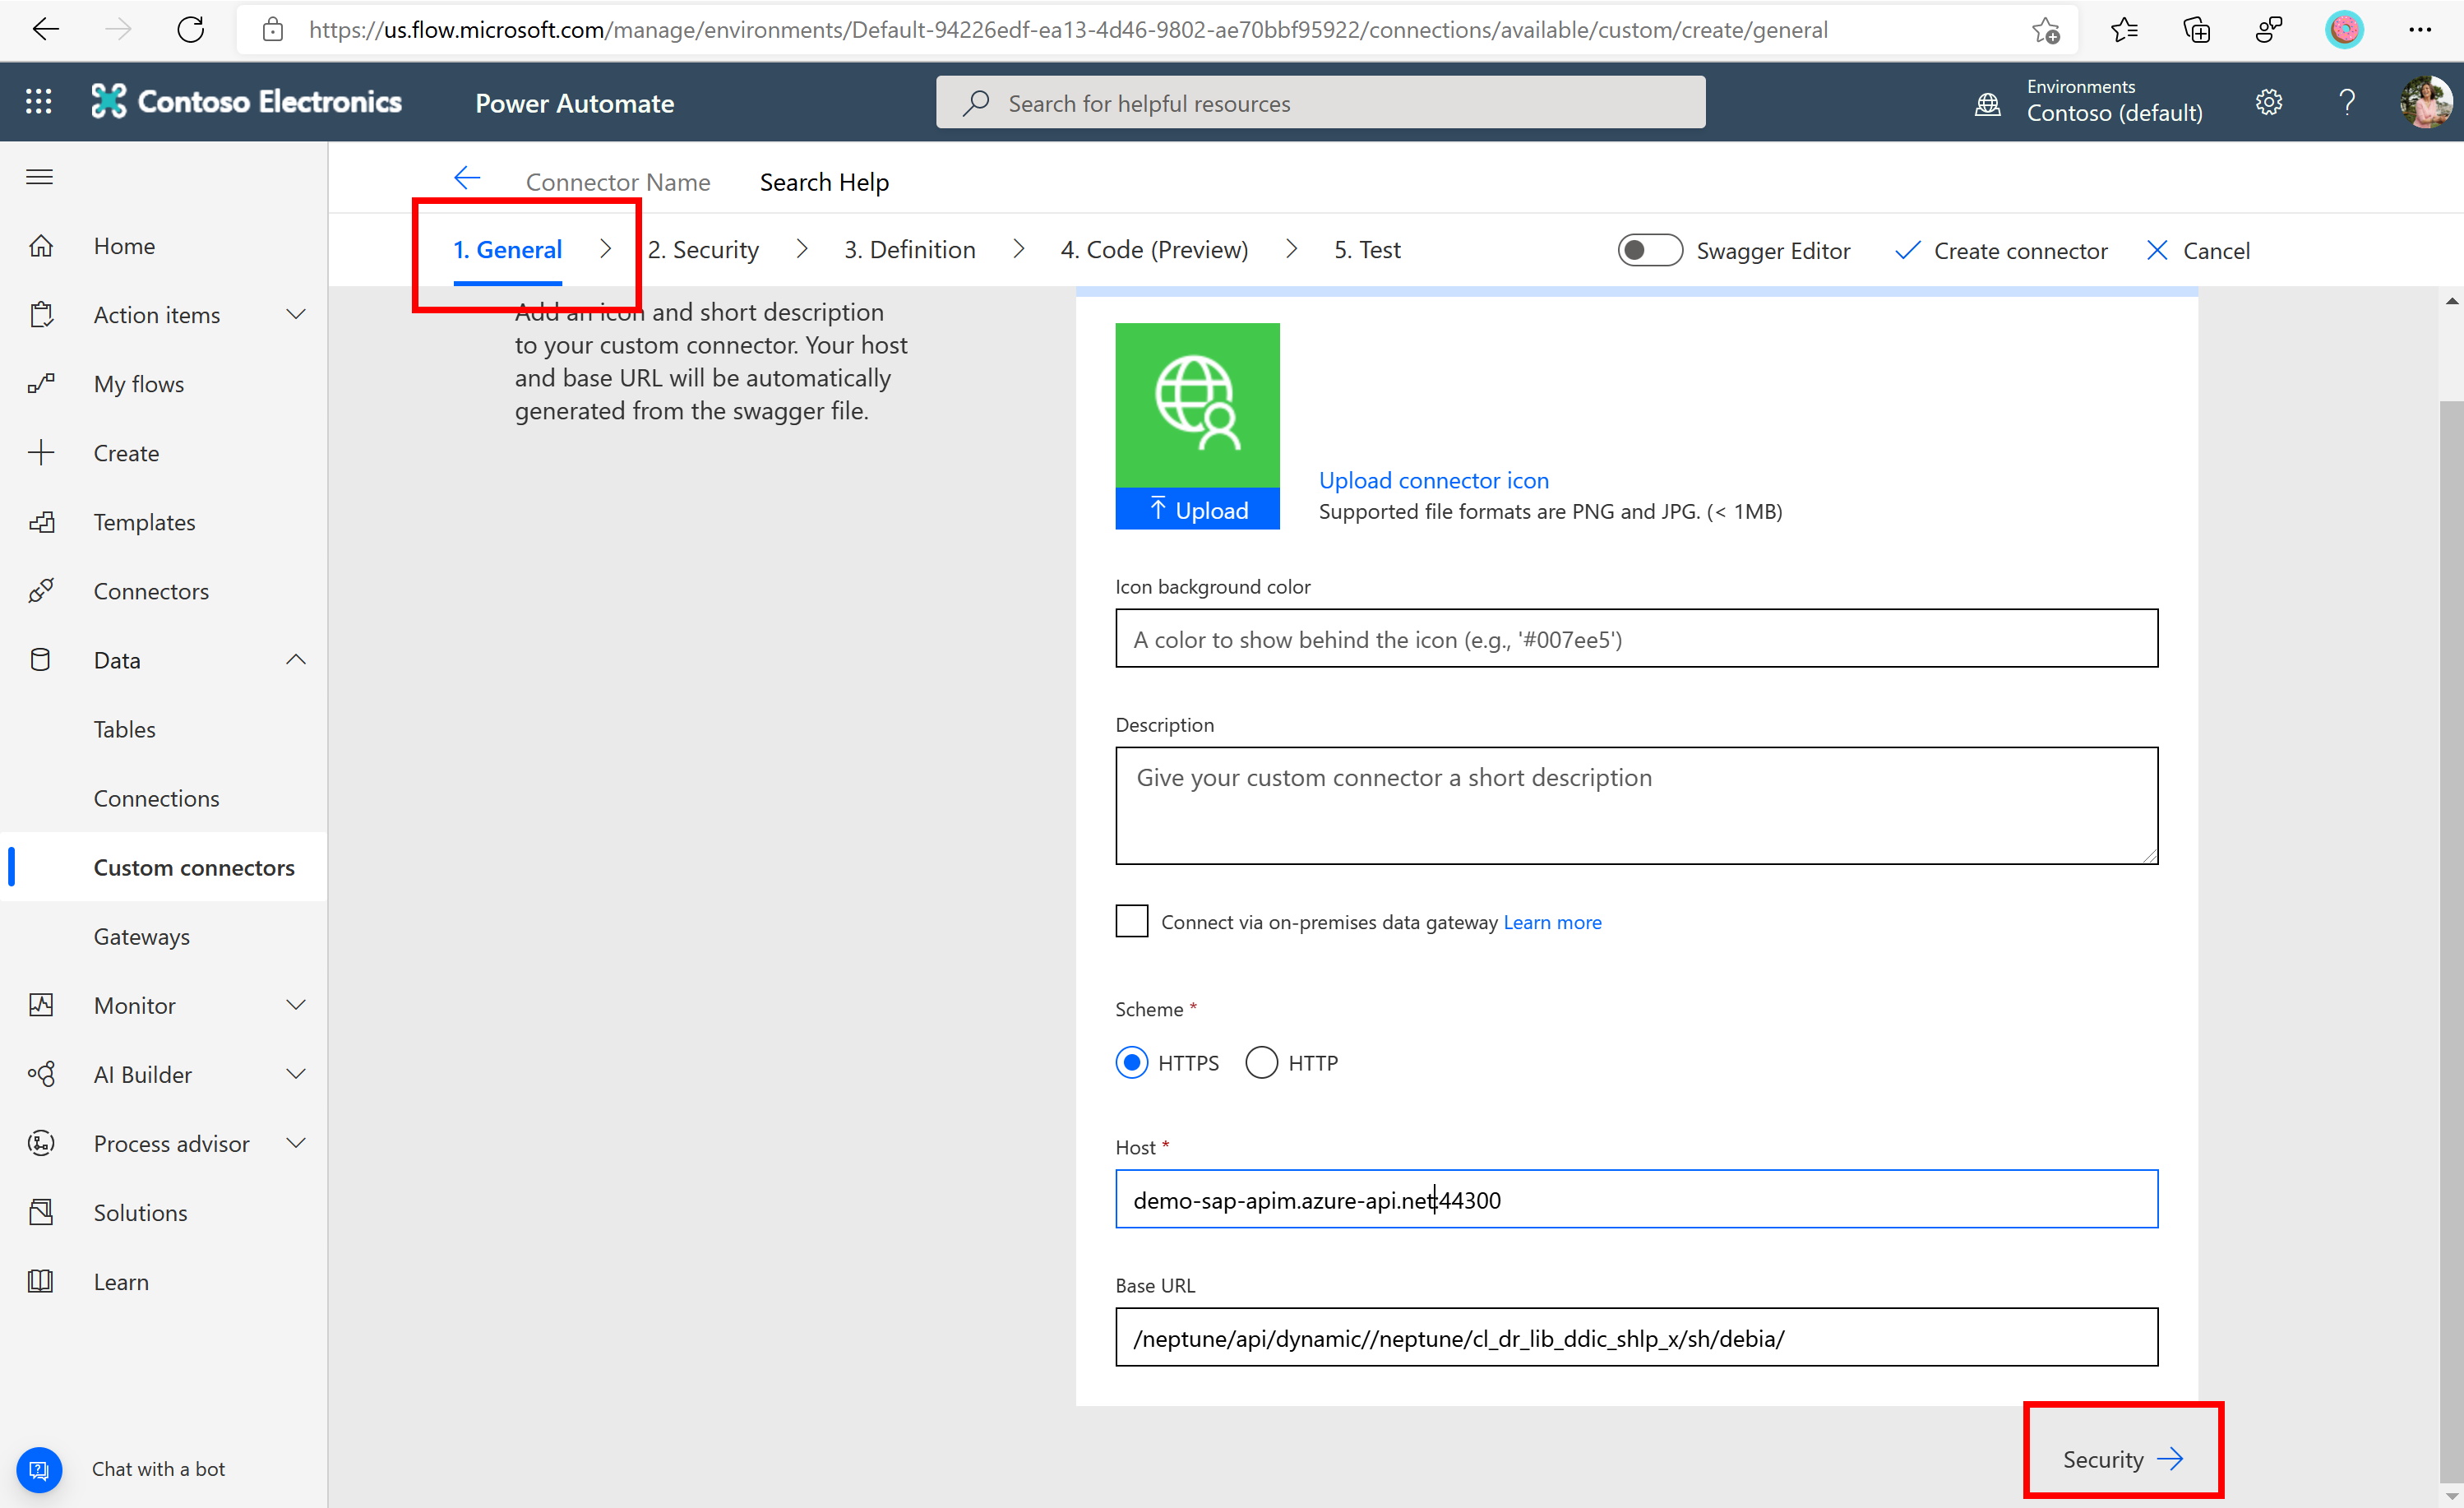 https://us.flow.microsoft.com/manage/environments/Default-94226edf-ea13-4d46-9802-ae70bbf95922/connections/available/custom/create/general
Contoso Electronics
Power Automate
Search for helpful resources
Environments
Contoso (default)
Connector Name
Search Help
1. General
2. Security
3. Definition
4. Code (Preview)
5. Test
Swagger Editor
Create connector
Cancel
Home
Action items
My flows
Create
Templates
Connectors
Data
Tables
Connections
Custom connectors
Gateways
Monitor
AI Builder
Process advisor
Solutions
Learn
Chat with a bot
Add an icon and short description
to your custom connector. Your host
and base URL will be automatically
generated from the swagger file.
Upload
Upload connector icon
Supported file formats are PNG and JPG. (< 1MB)
Icon background color
A color to show behind the icon (e.g., '#007ee5')
Description
Give your custom connector a short description
Connect via on-premises data gateway Learn more
Scheme *
HTTPS
HTTP
Host *
demo-sap-apim.azure-api.net:44300
Base URL
/neptune/api/dynamic//neptune/cl_dr_lib_ddic_shlp_x/sh/debia/
Security